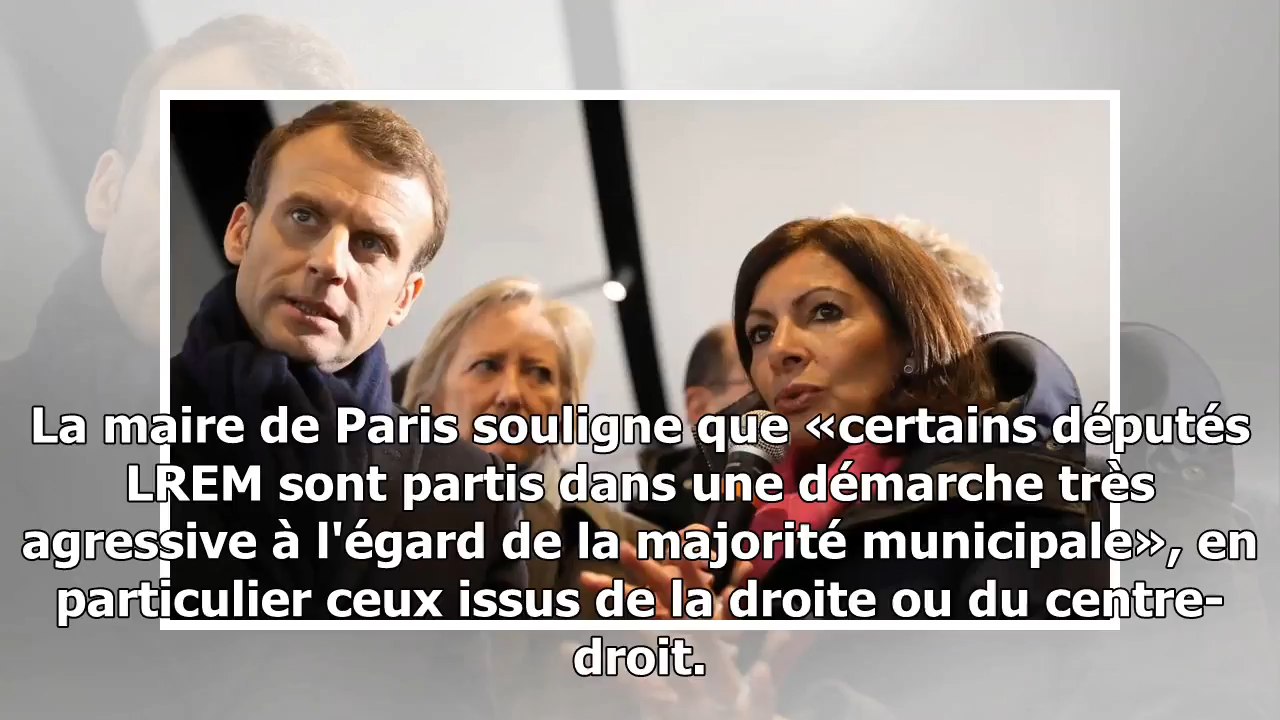 La maire de Paris souligne que «certains députés
LREM sont partis dans une démarche très
agressive à l'égard de la majorité municipale», en
particulier ceux issus de la droite ou du centre-
droit.